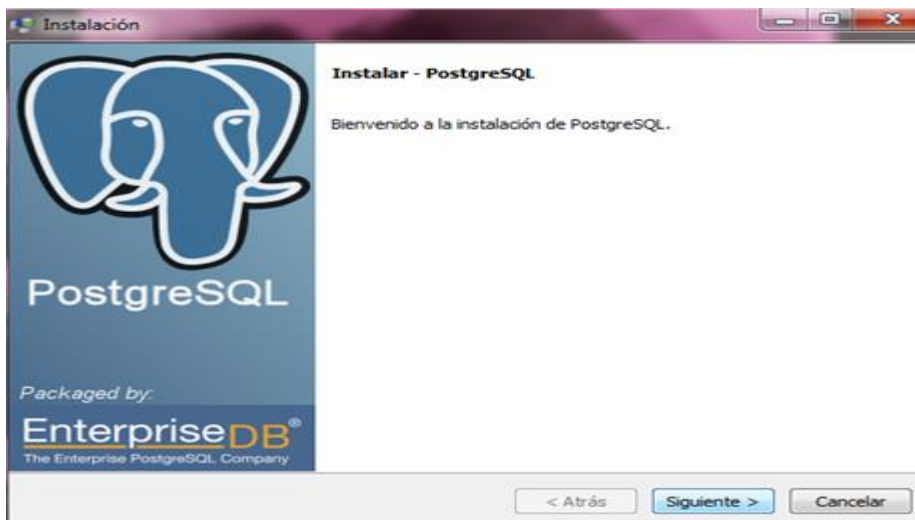 Instalación
Instalar - PostgreSQL
Bienvenido a la instalación de PostgreSQL.
PostgreSQL
Packaged by:
EnterpriseDB®
The Enterprise PostgreSQL Company
< Atrás
Siguiente >
Cancelar